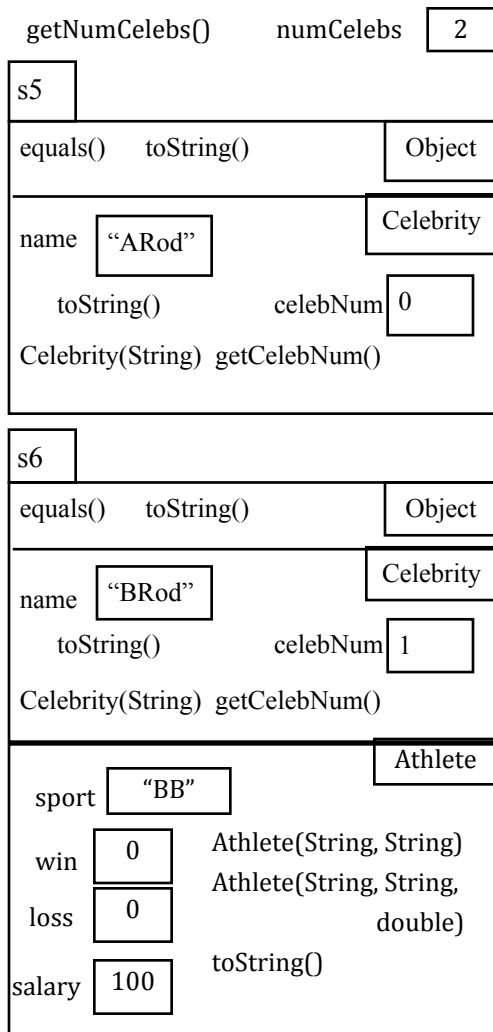 getNumCelebs() numCelebs 2
s5
equals() toString() Object
Celebrity
name “ARod”
toString() celebNum 0
Celebrity(String) getCelebNum()
s6
equals() toString() Object
Celebrity
name “BRod”
toString() celebNum 1
Celebrity(String) getCelebNum()
Athlete
sport “BB”
win 0 Athlete(String, String)
Athlete(String, String,
loss 0 double)
toString()
salary 100